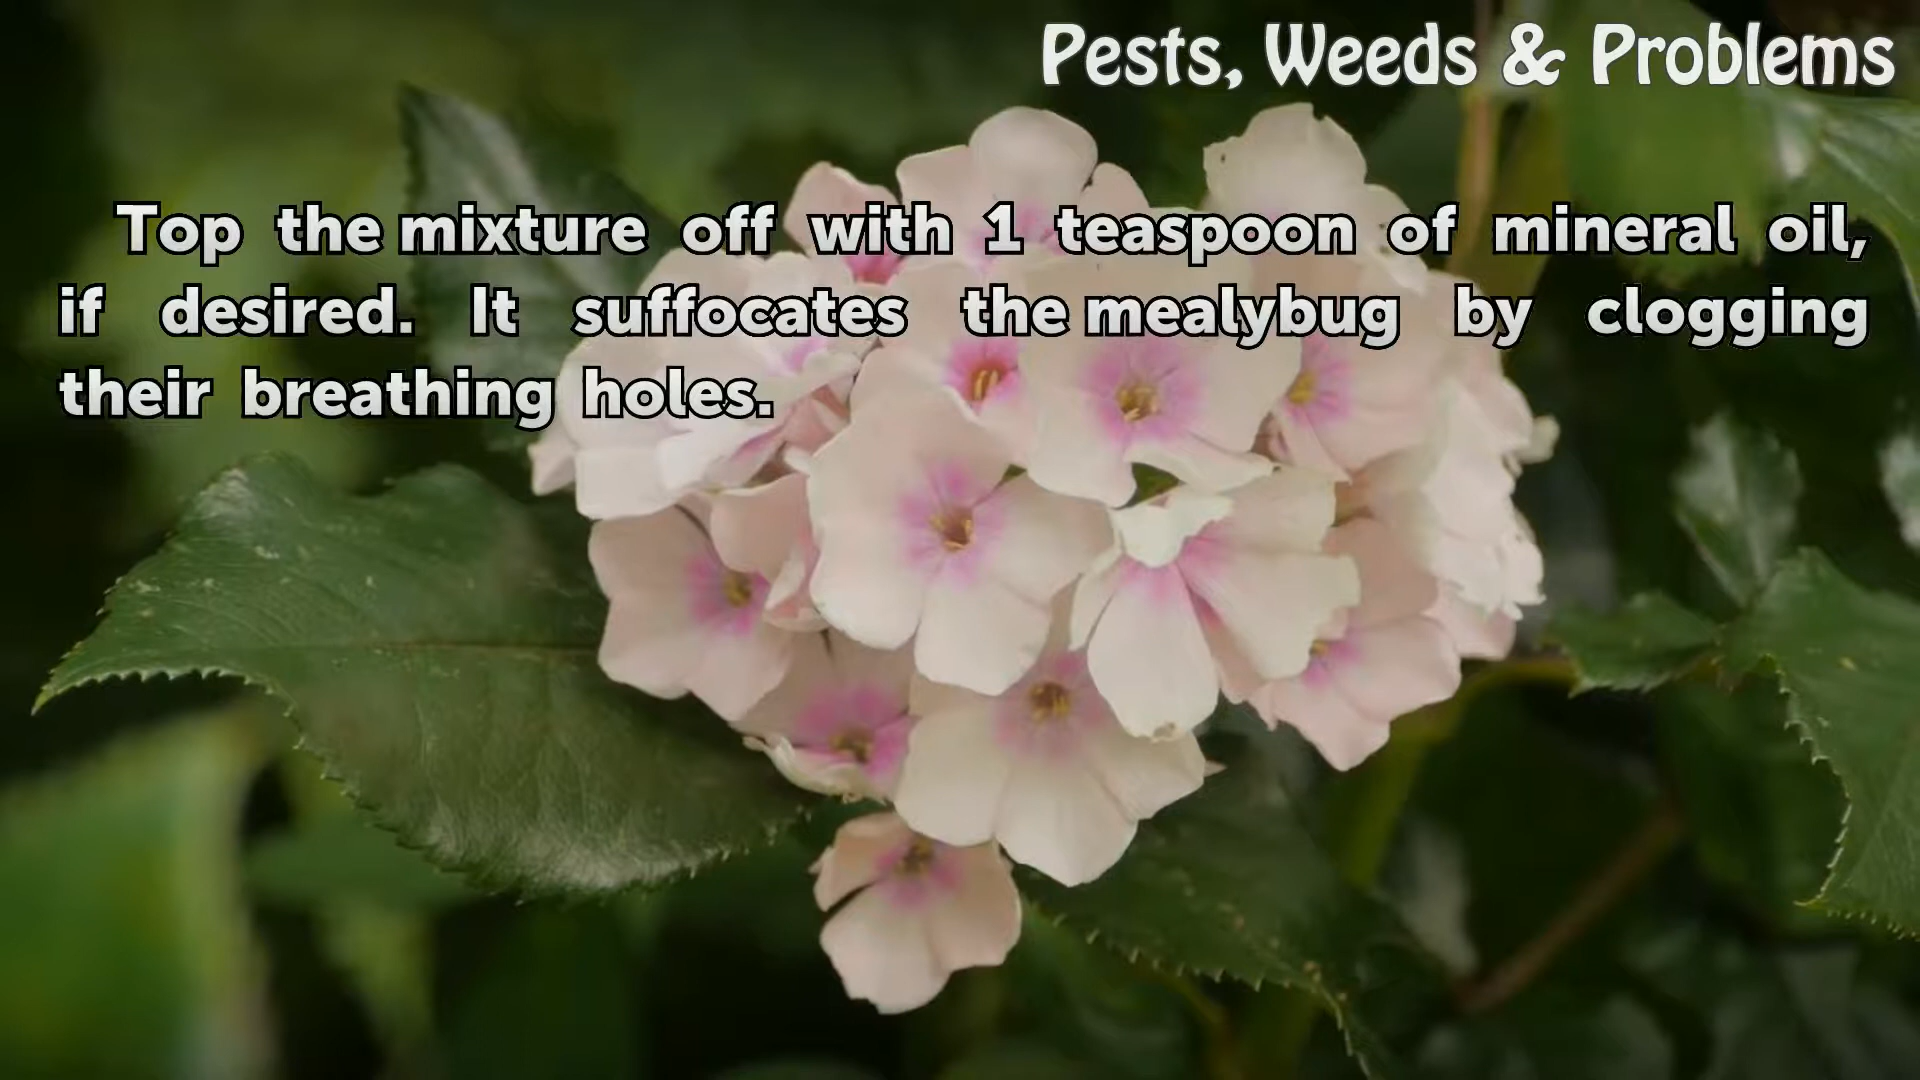 Pests, Weeds & Problems
Top the mixture off with 1 teaspoon of mineral oil,
if desired. It suffocates the mealybug by clogging
their breathing holes.